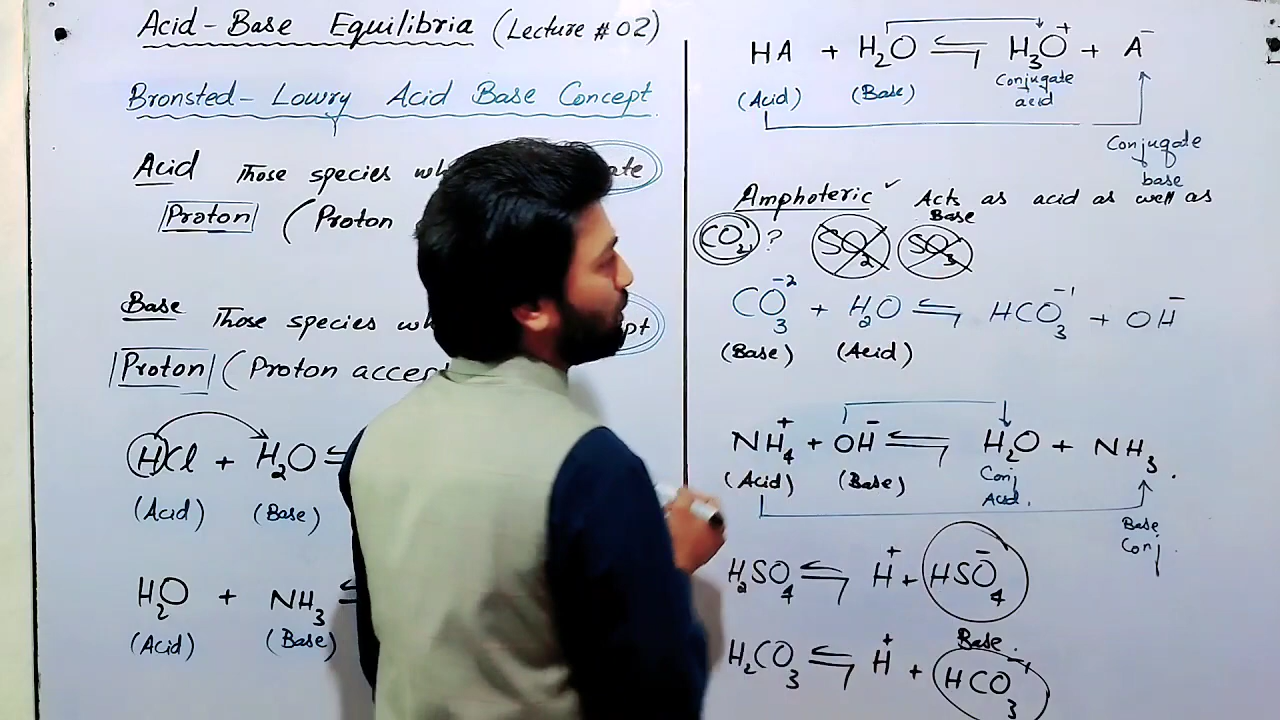 Acid-Base Equilibria (Lecture # 02)
Bronsted-Lowry Acid Base Concept
Acid Those species
Proton (Proton
Base Those species
Proton (Proton
HCl + H₂O ⇌
(Acid) (Base)
H₂O + NH₃ ⇌
(Acid) (Base)
HA + H₂O ⇌ H₃O⁺ + A⁻
(Acid) (Base) Conjugate acid
Conjugate
base
Amphoteric ✓ Acts as acid as well as
Base
CO₂ ? SO₂ SO₃
CO₃⁻² + H₂O ⇌ HCO₃⁻¹ + OH⁻
(Base) (Acid)
NH₄⁺ + OH⁻ ⇌ H₂O + NH₃.
(Acid) (Base) Conj
Acid.
Base
Conj
H₂SO₄ ⇌ H⁺ + HSO₄⁻
Base.
H₂CO₃ ⇌ H⁺ + HCO₃⁻¹